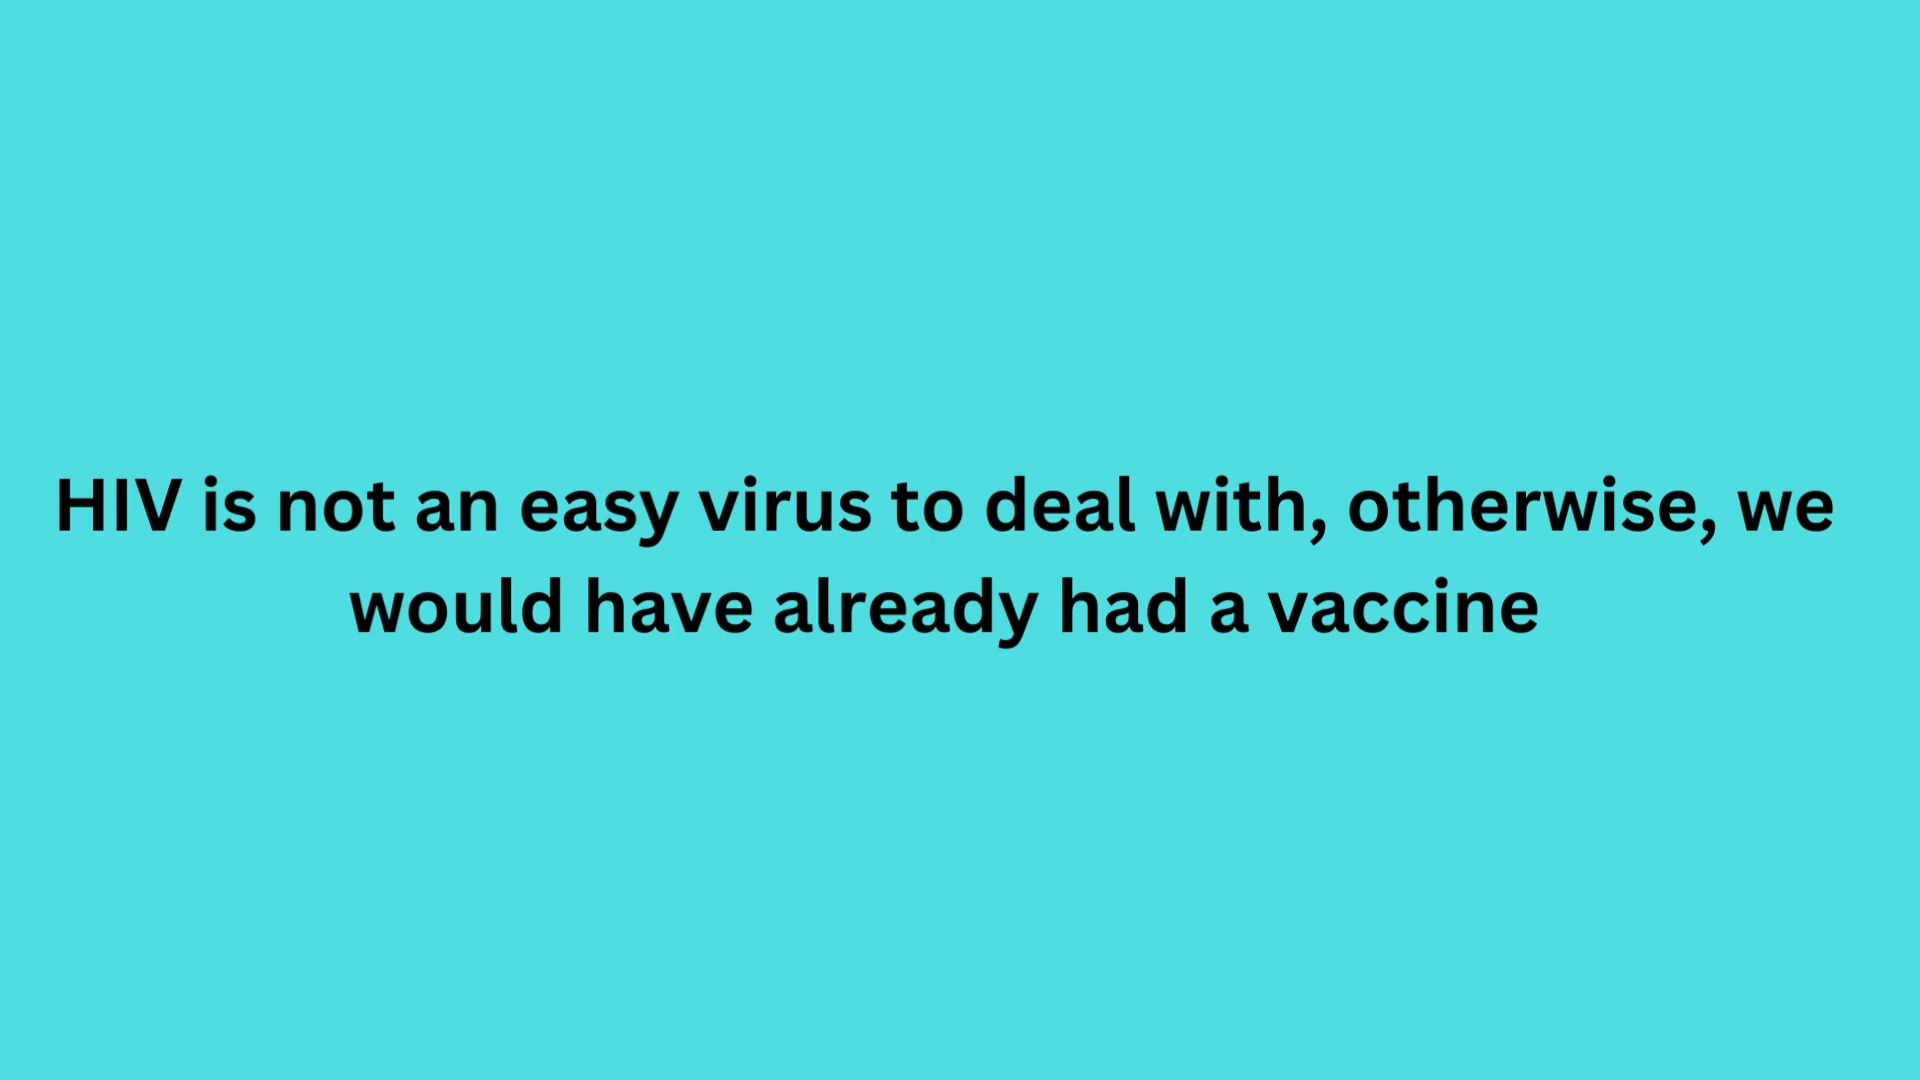 HIV is not an easy virus to deal with, otherwise, we
would have already had a vaccine